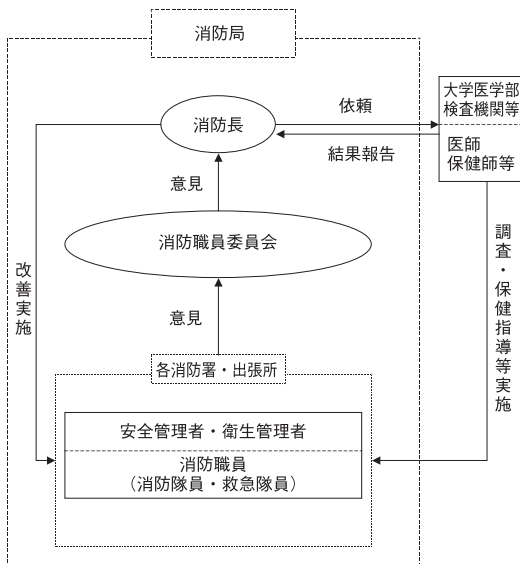 消防局
消防長
依頼
結果報告
大学医学部
検査機関等
医師
保健師等
意見
消防職員委員会
意見
改善実施
調査・保健指導等実施
各消防署・出張所
安全管理者・衛生管理者
消防職員
（消防隊員・救急隊員）